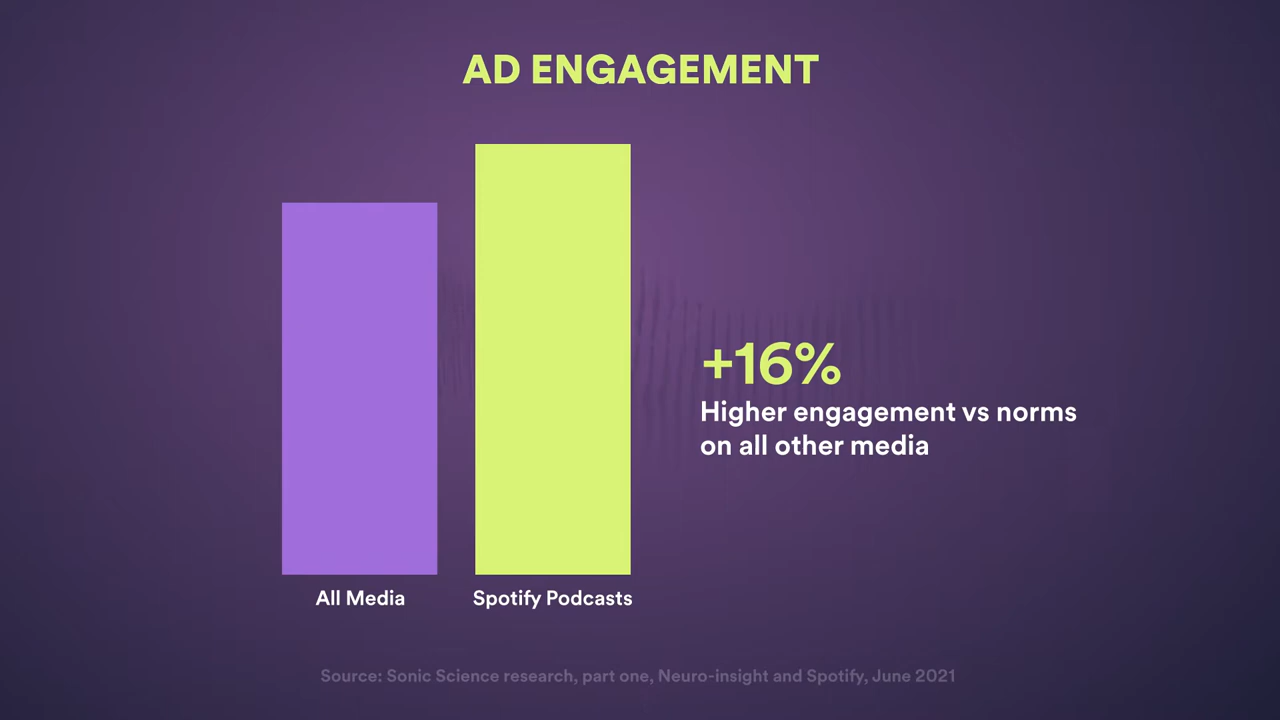 AD ENGAGEMENT
+16%
Higher engagement vs norms
on all other media
All Media
Spotify Podcasts
Source: Sonic Science research, part one, Neuro-insight and Spotify, June 2021